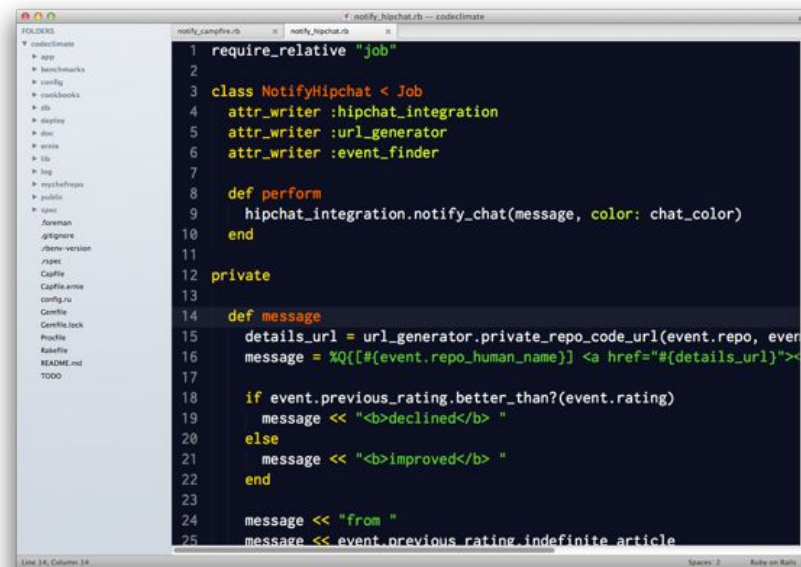 notify_hipchat.rb — codeclimate
FOLDERS
codeclimate
app
benchmarks
config
cookbooks
db
deploy
doc
ernie
lib
log
mychefrepo
public
spec
.foreman
.gitignore
.rbenv-version
.rspec
Capfile
Capfile.ernie
config.ru
Gemfile
Gemfile.lock
Procfile
Rakefile
README.md
TODO
notify_campfire.rb × notify_hipchat.rb ×
1 require_relative "job"
2
3 class NotifyHipchat < Job
4 attr_writer :hipchat_integration
5 attr_writer :url_generator
6 attr_writer :event_finder
7
8 def perform
9 hipchat_integration.notify_chat(message, color: chat_color)
10 end
11
12 private
13
14 def message
15 details_url = url_generator.private_repo_code_url(event.repo, even
16 message = %Q{[#{event.repo_human_name}] <a href="#{details_url}"><
17
18 if event.previous_rating.better_than?(event.rating)
19 message << "<b>declined</b> "
20 else
21 message << "<b>improved</b> "
22 end
23
24 message << "from "
25 message << event.previous_rating.indefinite_article
Line 14, Column 14
Spaces: 2 Ruby on Rails